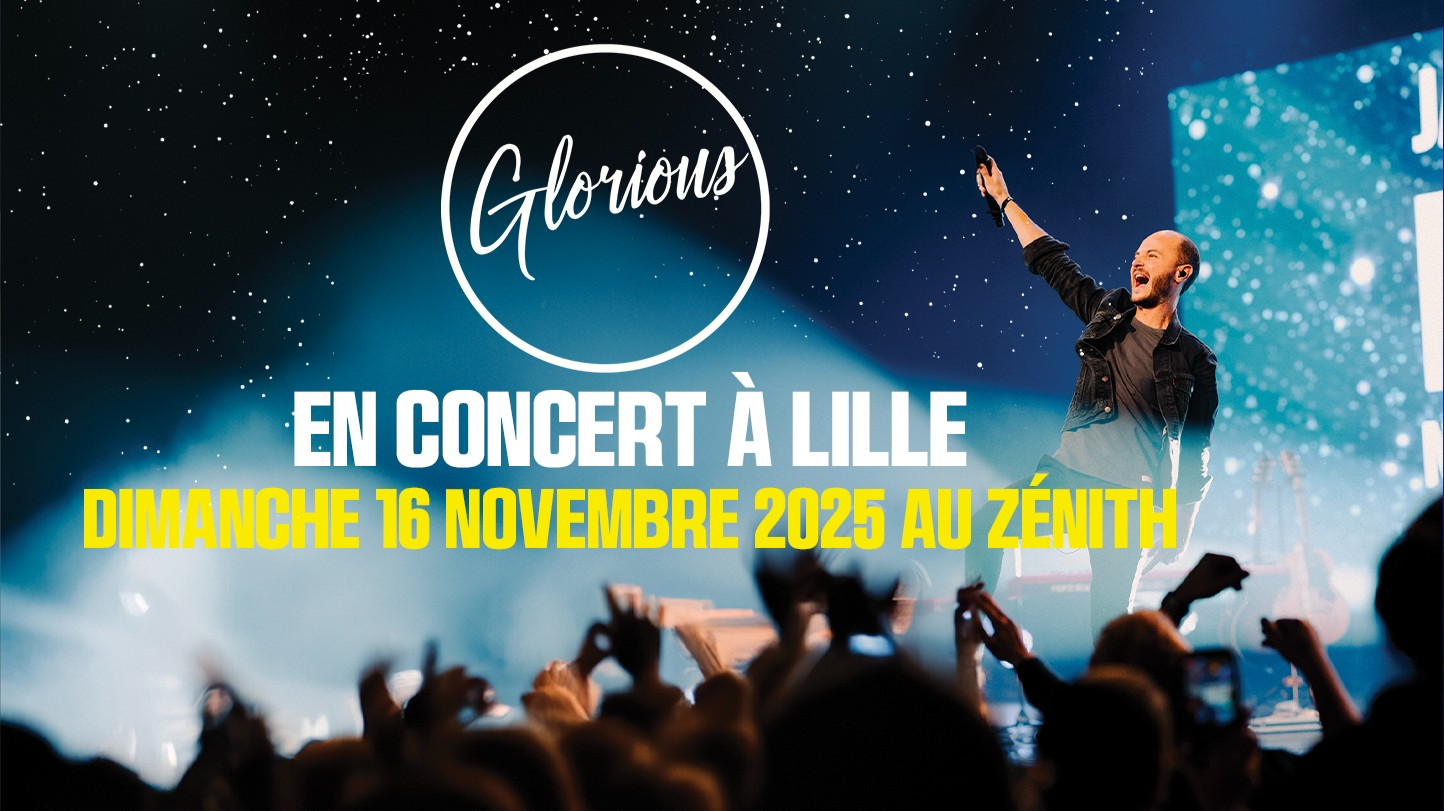 Glorious
EN CONCERT À LILLE
DIMANCHE 16 NOVEMBRE 2025 AU ZÉNITH